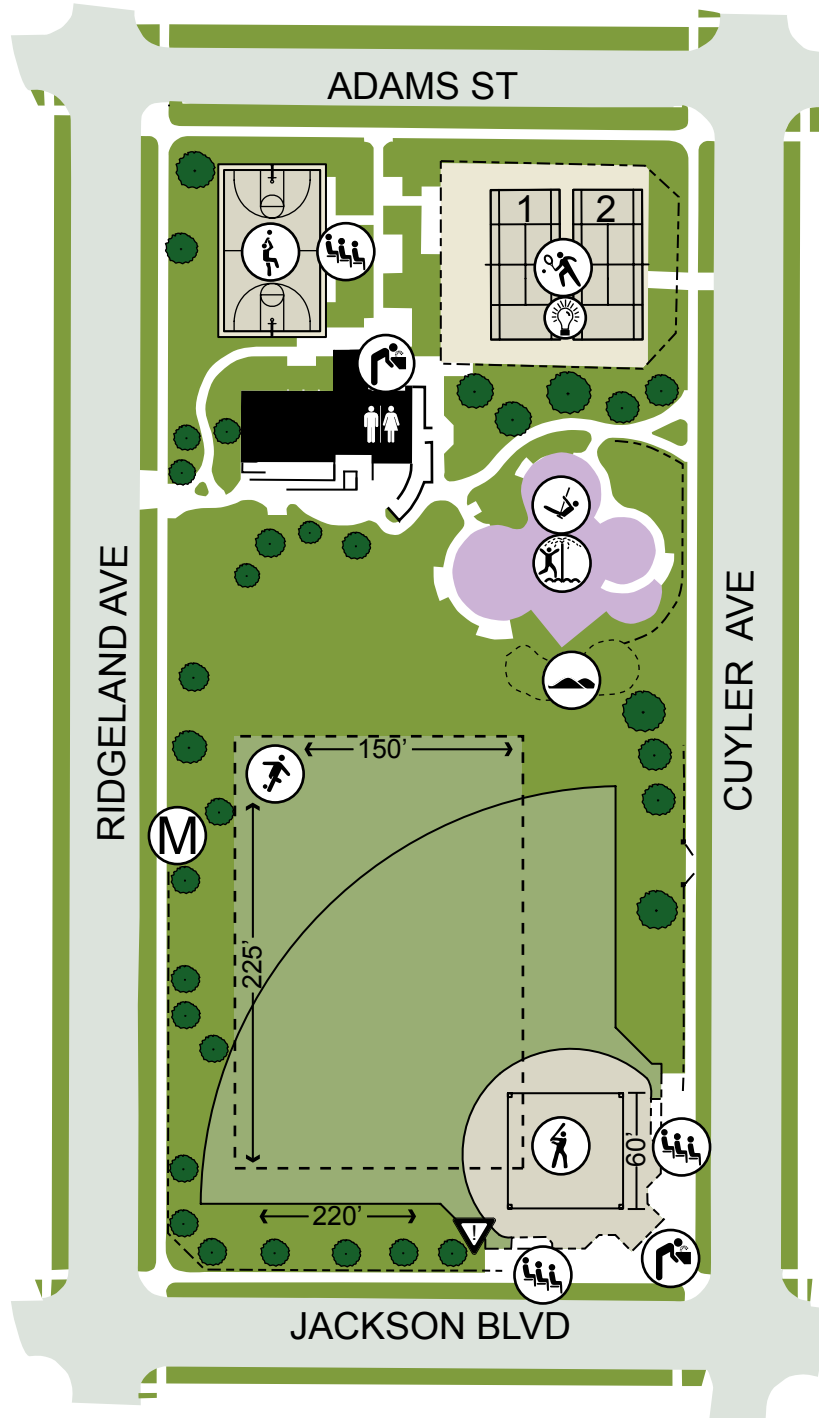 ADAMS ST
1
2
RIDGELAND AVE
CUYLER AVE
150'
M
225'
60'
220'
!
JACKSON BLVD